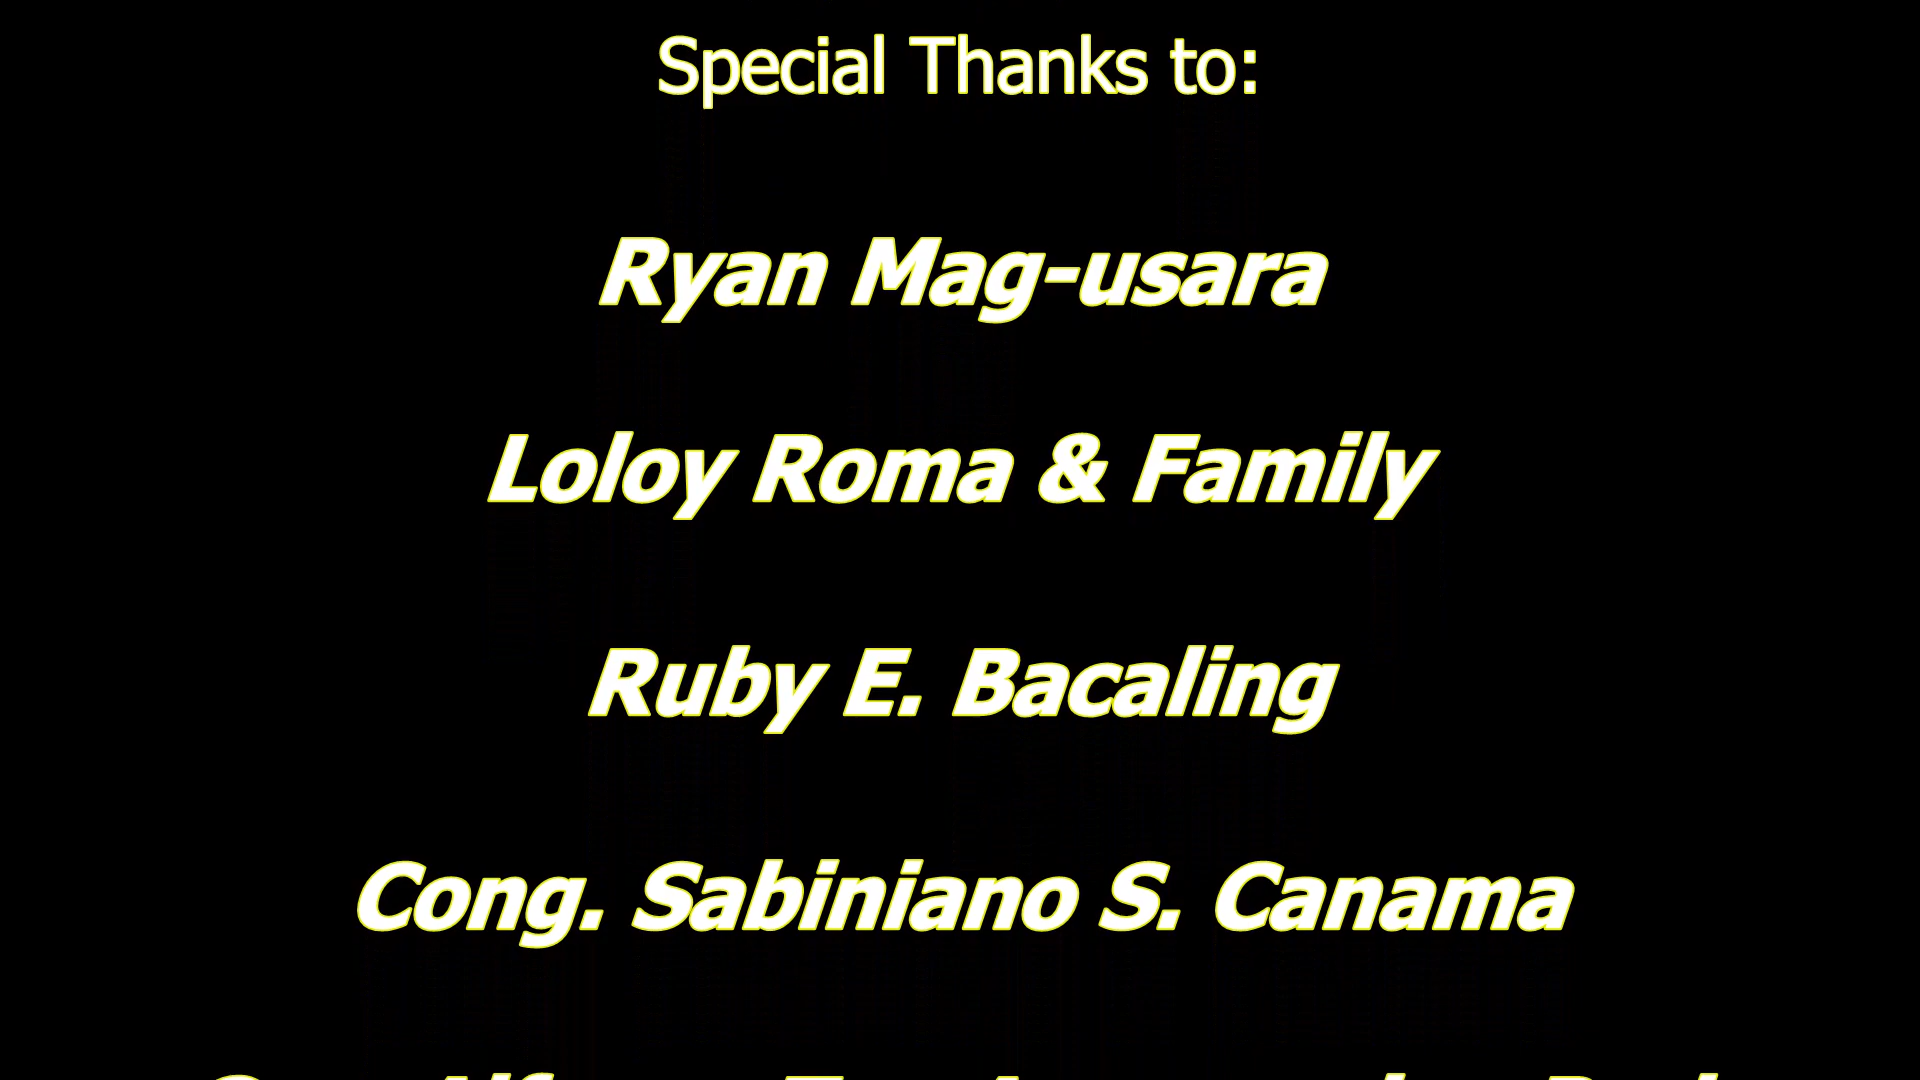 Special Thanks to:
Ryan Mag-usara
Loloy Roma & Family
Ruby E. Bacaling
Cong. Sabiniano S. Canama